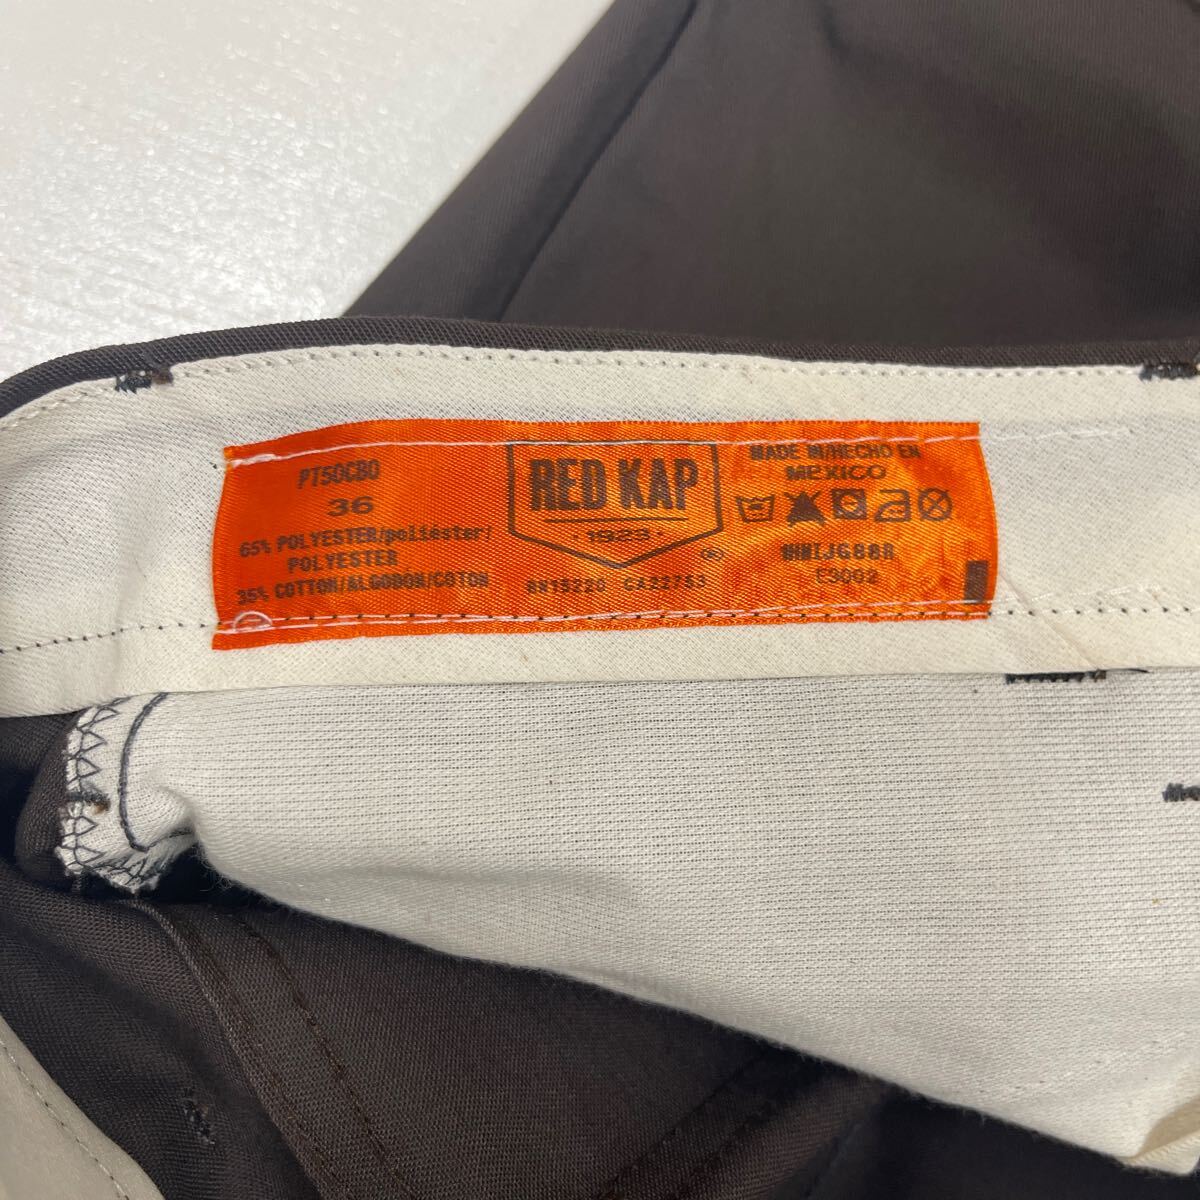 PT50CBO
36
65% POLYESTER/poliéster/
POLYESTER
35% COTTON/ALGODÓN/COTON
RED KAP
·1923·
®
RN15220 CA22753
MADE IN/HECHO EN
MEXICO
E3002